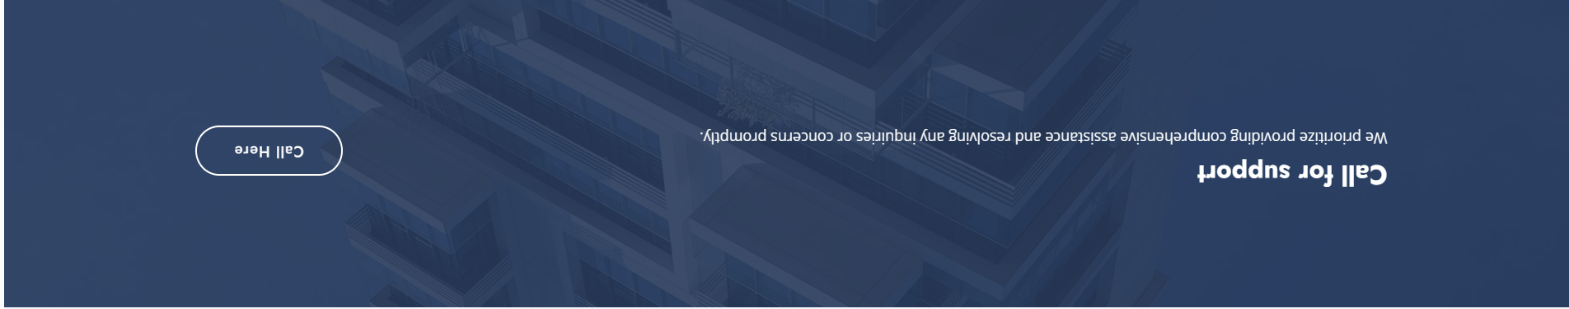 Call for support
We prioritize providing comprehensive assistance and resolving any inquiries or concerns promptly.
Call Here